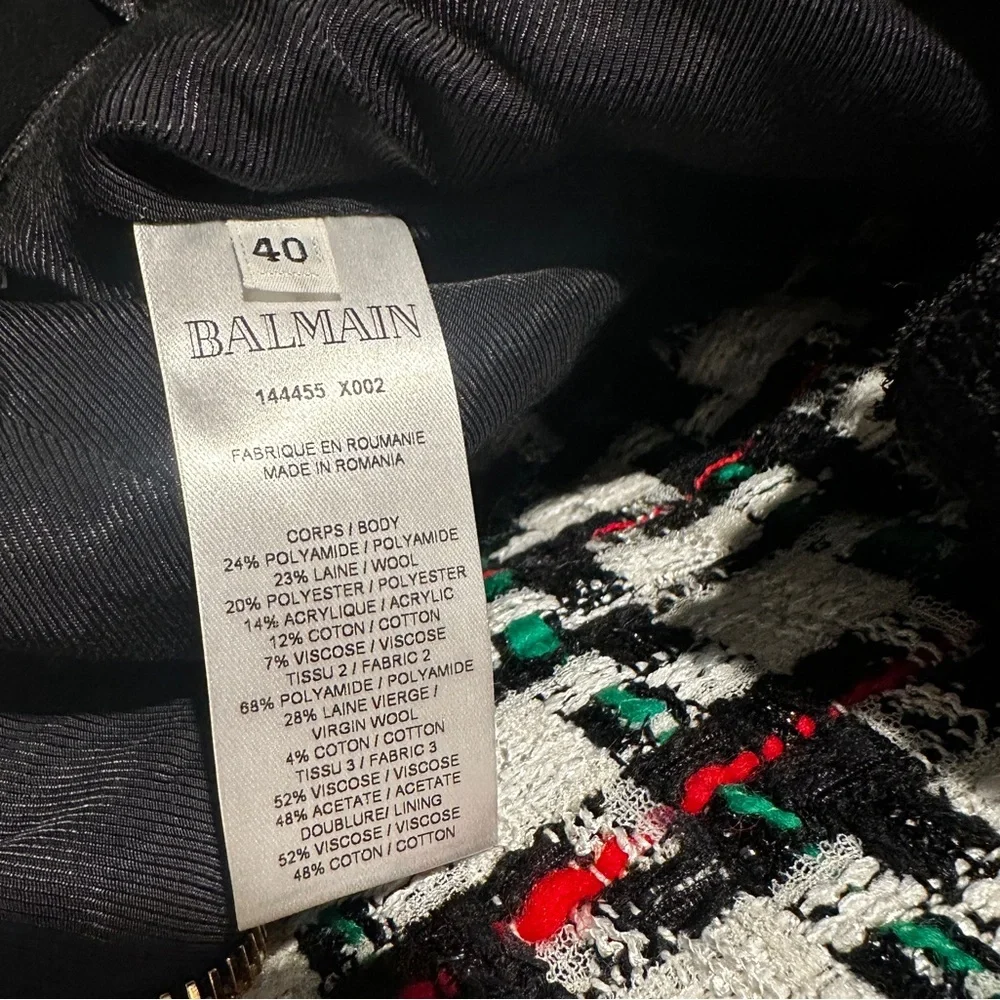 40
BALMAIN
144455 X002
FABRIQUE EN ROUMANIE
MADE IN ROMANIA
CORPS / BODY
24% POLYAMIDE / POLYAMIDE
23% LAINE / WOOL
20% POLYESTER / POLYESTER
14% ACRYLIQUE / ACRYLIC
12% COTON / COTTON
7% VISCOSE / VISCOSE
TISSU 2 / FABRIC 2
68% POLYAMIDE / POLYAMIDE
28% LAINE VIERGE /
VIRGIN WOOL
4% COTON / COTTON
TISSU 3 / FABRIC 3
52% VISCOSE / VISCOSE
48% ACETATE / ACETATE
DOUBLURE/ LINING
52% VISCOSE / VISCOSE
48% COTON / COTTON